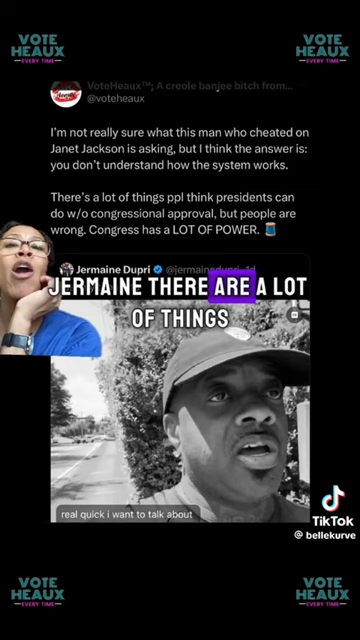 VOTE
HEAUX
EVERY TIME
VOTE
HEAUX
EVERY TIME
VoteHeaux™; A creole banjee bitch from...
@voteheaux
I'm not really sure what this man who cheated on
Janet Jackson is asking, but I think the answer is:
you don't understand how the system works.
There's a lot of things ppl think presidents can
do w/o congressional approval, but people are
wrong. Congress has a LOT OF POWER. 🧵
Jermaine Dupri @jermainedupri · 1d
JERMAINE THERE ARE A LOT
OF THINGS
real quick i want to talk about
TikTok
@ bellekurve
VOTE
HEAUX
EVERY TIME
VOTE
HEAUX
EVERY TIME